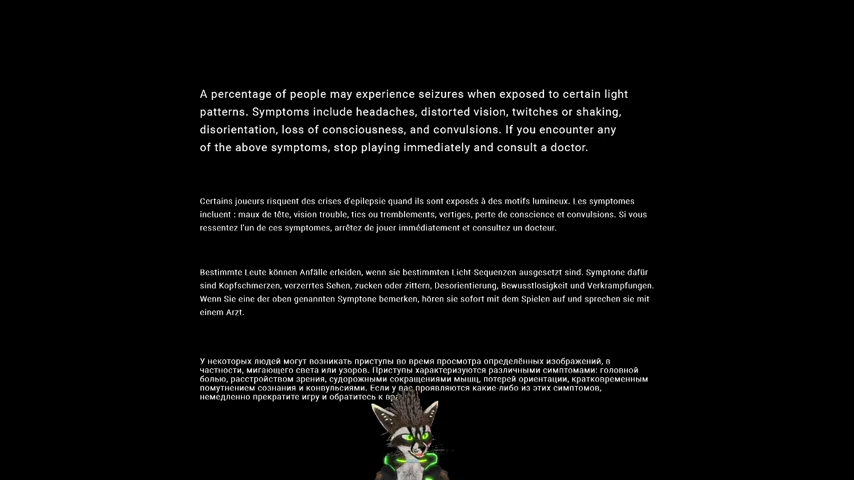 A percentage of people may experience seizures when exposed to certain light
patterns. Symptoms include headaches, distorted vision, twitches or shaking,
disorientation, loss of consciousness, and convulsions. If you encounter any
of the above symptoms, stop playing immediately and consult a doctor.
Certains joueurs risquent des crises d'epilepsie quand ils sont exposés à des motifs lumineux. Les symptomes
incluent : maux de tête, vision trouble, tics ou tremblements, vertiges, perte de conscience et convulsions. Si vous
ressentez l'un de ces symptomes, arrêtez de jouer immédiatement et consultez un docteur.
Bestimmte Leute können Anfälle erleiden, wenn sie bestimmten Licht-Sequenzen ausgesetzt sind. Symptone dafür
sind Kopfschmerzen, verzerrtes Sehen, zucken oder zittern, Desorientierung, Bewusstlosigkeit und Verkrampfungen.
Wenn Sie eine der oben genannten Symptone bemerken, hören sie sofort mit dem Spielen auf und sprechen sie mit
einem Arzt.
У некоторых людей могут возникать приступы во время просмотра определённых изображений, в
частности, мигающего света или узоров. Приступы характеризуются различными симптомами: головной
болью, расстройством зрения, судорожными сокращениями мышц, потерей ориентации, кратковременным
помутнением сознания и конвульсиями. Если у вас проявляются какие-либо из этих симптомов,
немедленно прекратите игру и обратитесь к